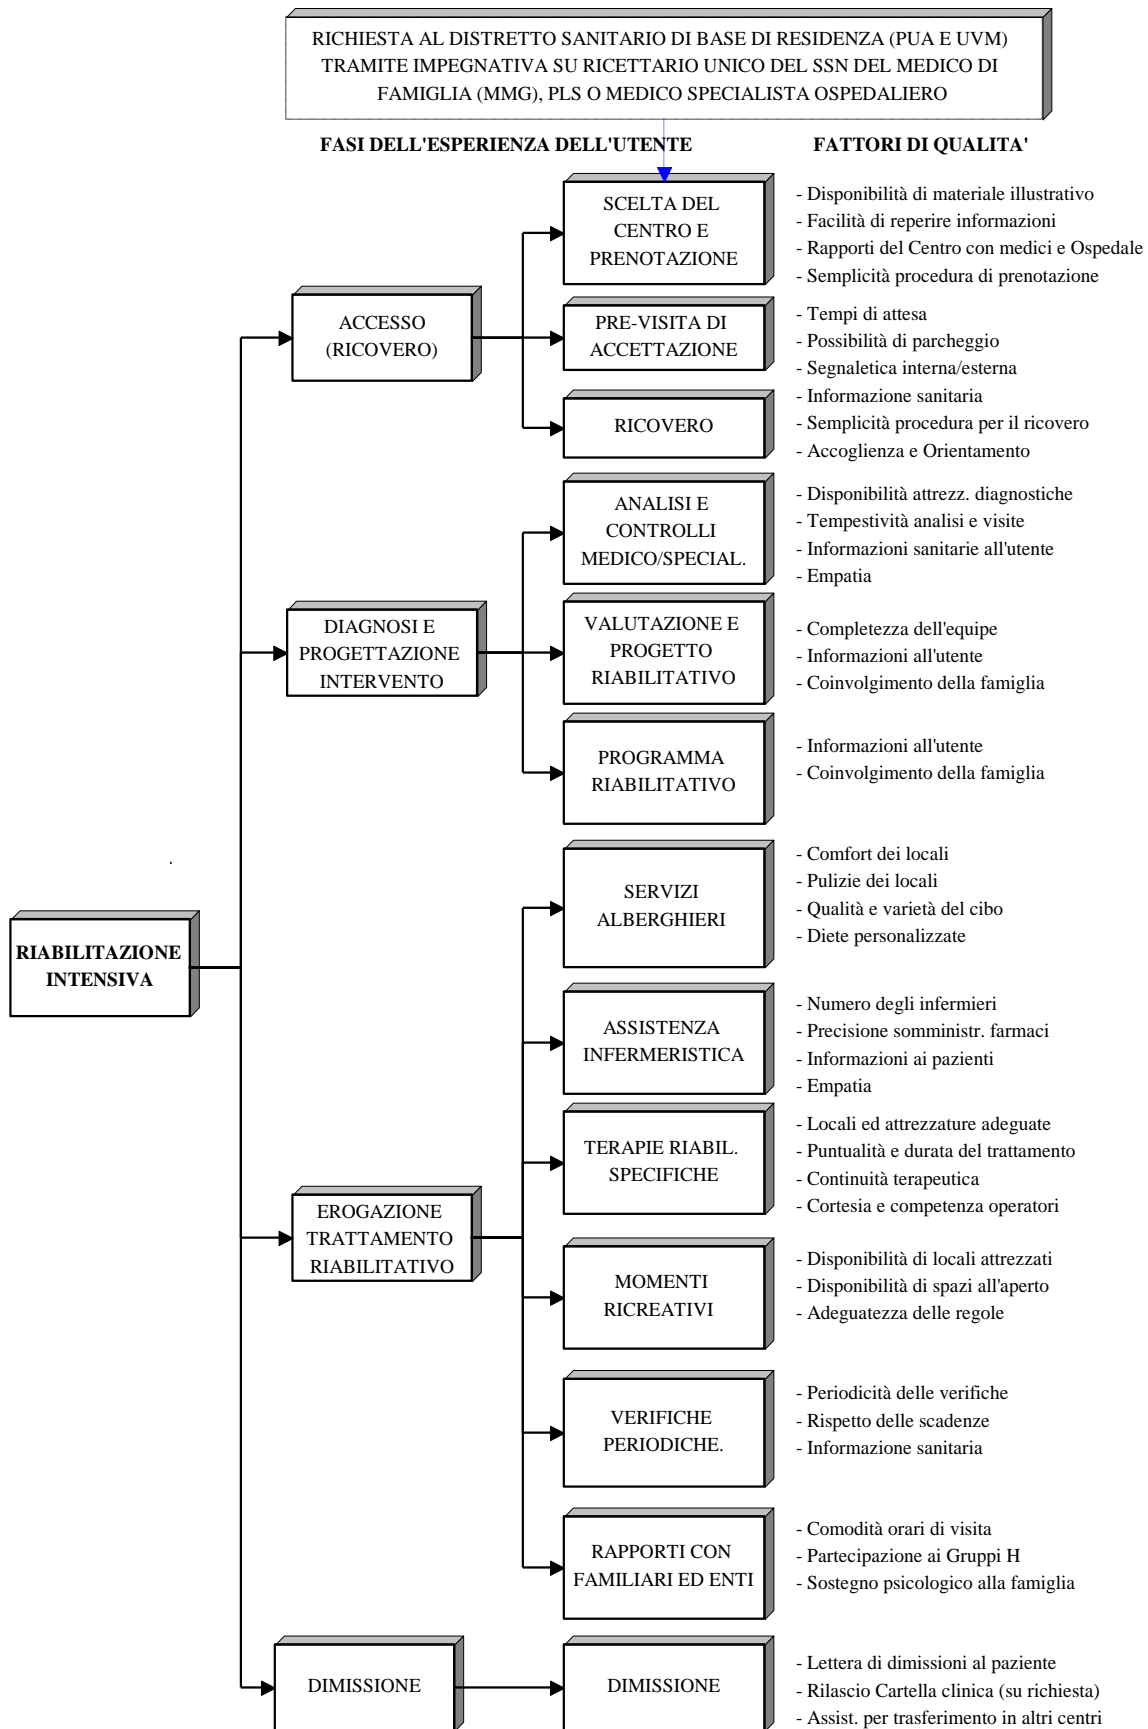 RICHIESTA AL DISTRETTO SANITARIO DI BASE DI RESIDENZA (PUA E UVM)
TRAMITE IMPEGNATIVA SU RICETTARIO UNICO DEL SSN DEL MEDICO DI
FAMIGLIA (MMG), PLS O MEDICO SPECIALISTA OSPEDALIERO
FASI DELL'ESPERIENZA DELL'UTENTE
FATTORI DI QUALITA'
RIABILITAZIONE
INTENSIVA
ACCESSO
(RICOVERO)
SCELTA DEL
CENTRO E
PRENOTAZIONE
- Disponibilità di materiale illustrativo
- Facilità di reperire informazioni
- Rapporti del Centro con medici e Ospedale
- Semplicità procedura di prenotazione
PRE-VISITA DI
ACCETTAZIONE
- Tempi di attesa
- Possibilità di parcheggio
- Segnaletica interna/esterna
- Informazione sanitaria
RICOVERO
- Semplicità procedura per il ricovero
- Accoglienza e Orientamento
DIAGNOSI E
PROGETTAZIONE
INTERVENTO
ANALISI E
CONTROLLI
MEDICO/SPECIAL.
- Disponibilità attrezz. diagnostiche
- Tempestività analisi e visite
- Informazioni sanitarie all'utente
- Empatia
VALUTAZIONE E
PROGETTO
RIABILITATIVO
- Completezza dell'equipe
- Informazioni all'utente
- Coinvolgimento della famiglia
PROGRAMMA
RIABILITATIVO
- Informazioni all'utente
- Coinvolgimento della famiglia
EROGAZIONE
TRATTAMENTO
RIABILITATIVO
SERVIZI
ALBERGHIERI
- Comfort dei locali
- Pulizie dei locali
- Qualità e varietà del cibo
- Diete personalizzate
ASSISTENZA
INFERMERISTICA
- Numero degli infermieri
- Precisione somministr. farmaci
- Informazioni ai pazienti
- Empatia
TERAPIE RIABIL.
SPECIFICHE
- Locali ed attrezzature adeguate
- Puntualità e durata del trattamento
- Continuità terapeutica
- Cortesia e competenza operatori
MOMENTI
RICREATIVI
- Disponibilità di locali attrezzati
- Disponibilità di spazi all'aperto
- Adeguatezza delle regole
VERIFICHE
PERIODICHE.
- Periodicità delle verifiche
- Rispetto delle scadenze
- Informazione sanitaria
RAPPORTI CON
FAMILIARI ED ENTI
- Comodità orari di visita
- Partecipazione ai Gruppi H
- Sostegno psicologico alla famiglia
DIMISSIONE
DIMISSIONE
- Lettera di dimissioni al paziente
- Rilascio Cartella clinica (su richiesta)
- Assist. per trasferimento in altri centri